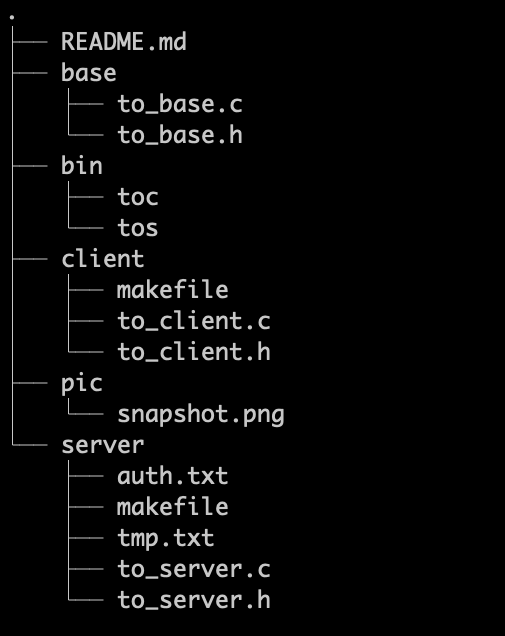 .
├── README.md
├── base
│   ├── to_base.c
│   └── to_base.h
├── bin
│   ├── toc
│   └── tos
├── client
│   ├── makefile
│   ├── to_client.c
│   └── to_client.h
├── pic
│   └── snapshot.png
└── server
    ├── auth.txt
    ├── makefile
    ├── tmp.txt
    ├── to_server.c
    └── to_server.h